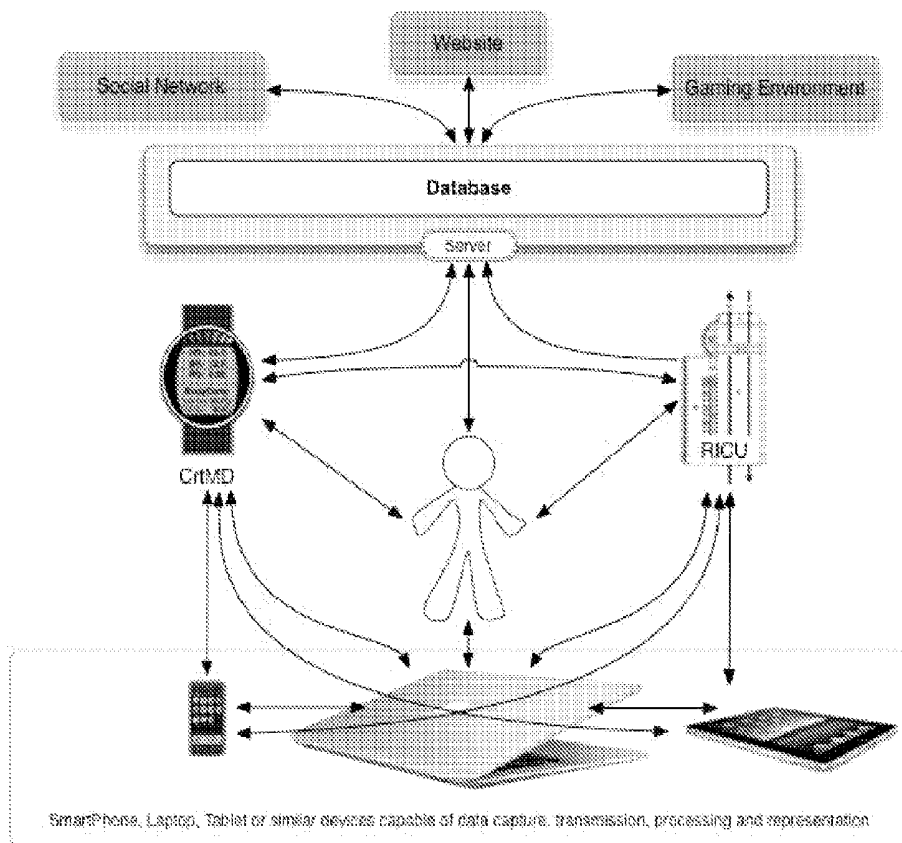 Website
Social Network
Gaming Environment
Database
Server
RICU
CrtMD
SmartPhone, Laptop, Tablet or similar devices capable of data capture, transmission, processing and representation